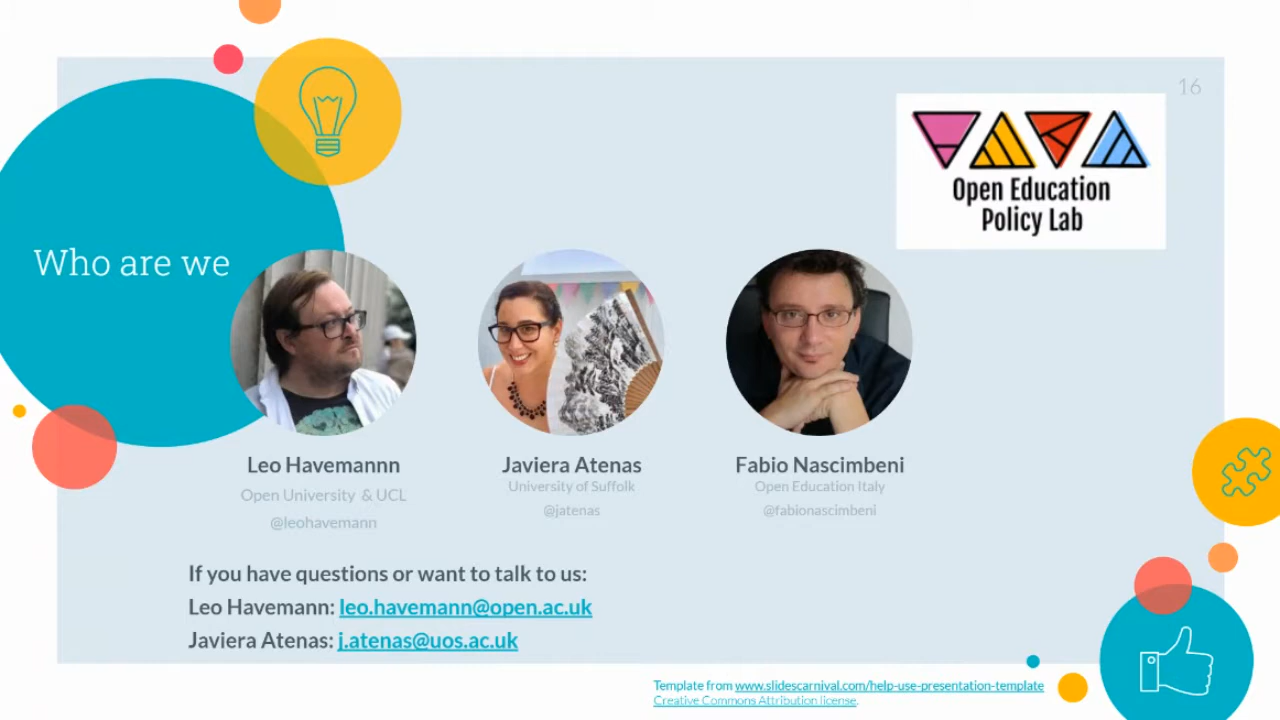 16
Open Education
Policy Lab
Who are we
Leo Havemannn
Open University & UCL
@leohavemann
Javiera Atenas
University of Suffolk
@jatenas
Fabio Nascimbeni
Open Education Italy
@fabionascimbeni
If you have questions or want to talk to us:
Leo Havemann: leo.havemann@open.ac.uk
Javiera Atenas: j.atenas@uos.ac.uk
Template from www.slidescarnival.com/help-use-presentation-template
Creative Commons Attribution license.